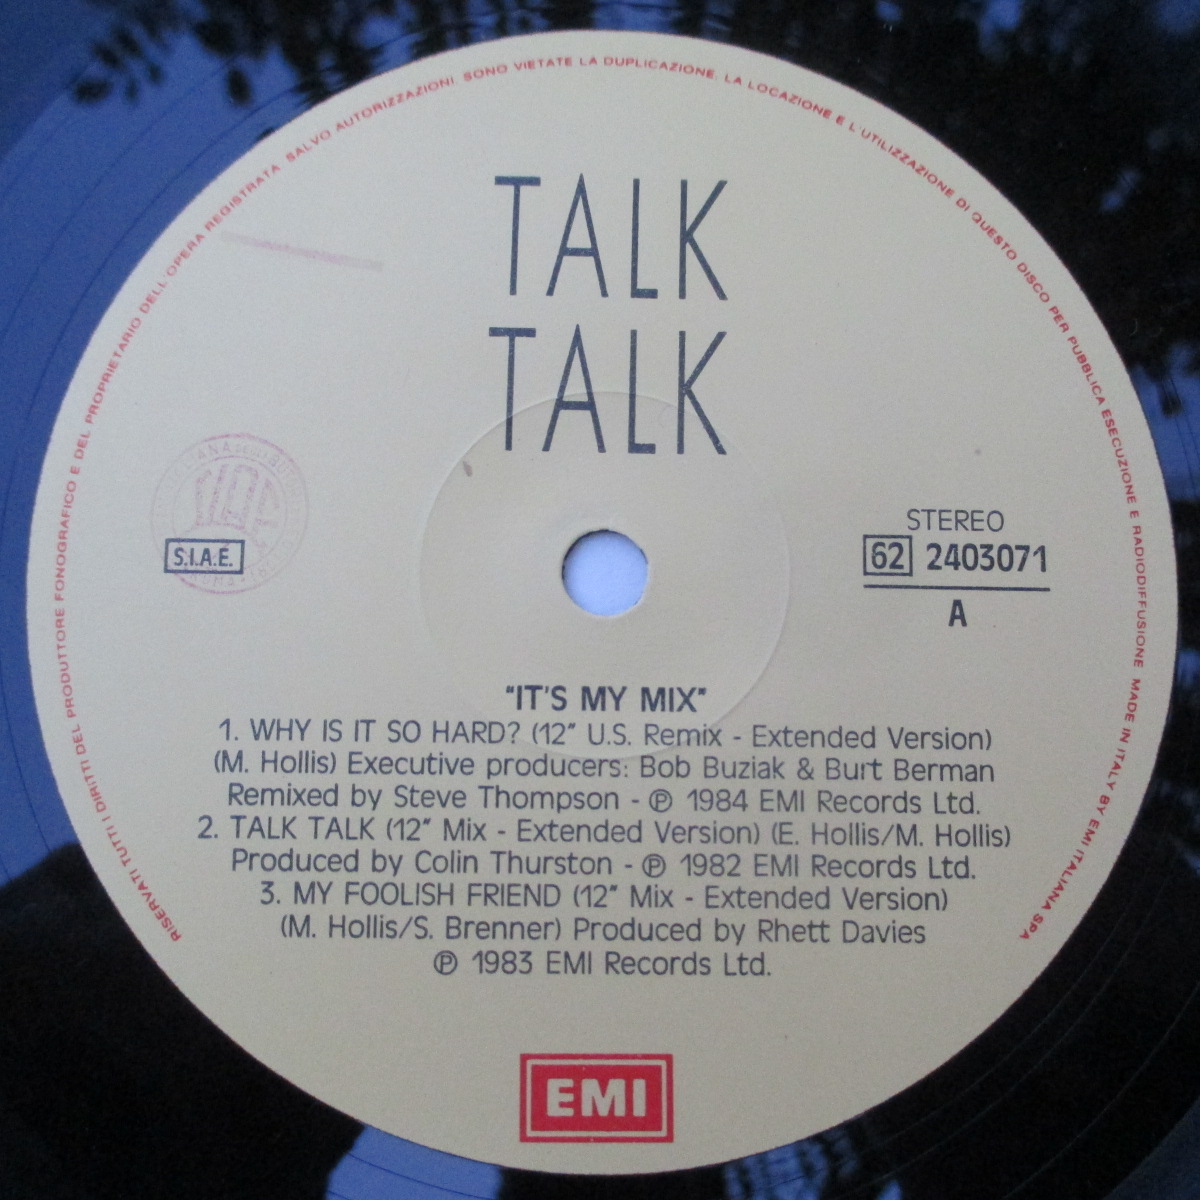 RISERVATI TUTTI I DIRITTI DEL PRODUTTORE FONOGRAFICO E DEL PROPRIETARIO DELL'OPERA REGISTRATA. SALVO AUTORIZZAZIONI, SONO VIETATE LA DUPLICAZIONE, LA LOCAZIONE E L'UTILIZZAZIONE DI QUESTO DISCO PER PUBBLICA ESECUZIONE E RADIODIFFUSIONE. MADE IN ITALY BY EMI ITALIANA SPA
TALK
TALK
SIAE
S.I.A.E.
STEREO
62 2403071
A
"IT'S MY MIX"
1. WHY IS IT SO HARD? (12″ U.S. Remix - Extended Version)
(M. Hollis) Executive producers: Bob Buziak & Burt Berman
Remixed by Steve Thompson - ℗ 1984 EMI Records Ltd.
2. TALK TALK (12″ Mix - Extended Version) (E. Hollis/M. Hollis)
Produced by Colin Thurston - ℗ 1982 EMI Records Ltd.
3. MY FOOLISH FRIEND (12″ Mix - Extended Version)
(M. Hollis/S. Brenner) Produced by Rhett Davies
℗ 1983 EMI Records Ltd.
EMI